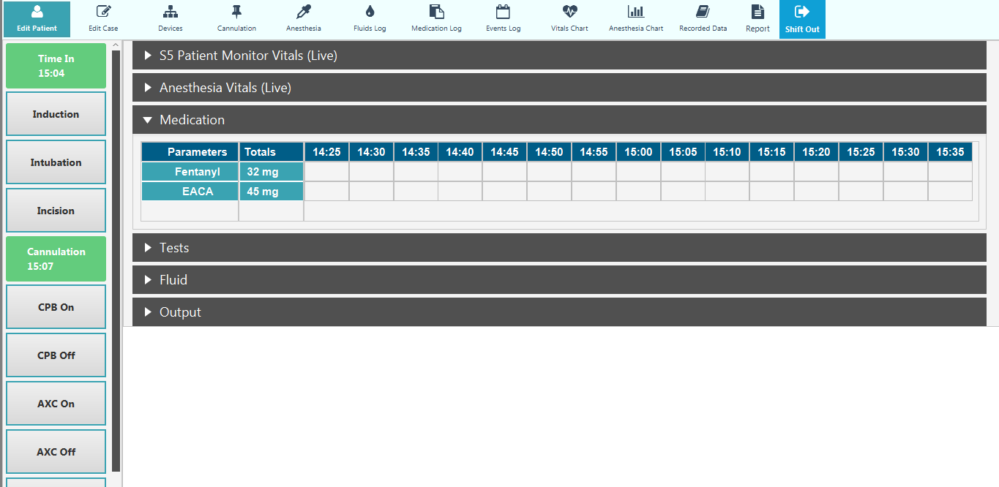 Edit Patient Edit Case Devices Cannulation Anesthesia Fluids Log Medication Log Events Log Vitals Chart Anesthesia Chart Recorded Data Report Shift Out
Time In
15:04
Induction
Intubation
Incision
Cannulation
15:07
CPB On
CPB Off
AXC On
AXC Off
S5 Patient Monitor Vitals (Live)
Anesthesia Vitals (Live)
Medication
Parameters Totals 14:25 14:30 14:35 14:40 14:45 14:50 14:55 15:00 15:05 15:10 15:15 15:20 15:25 15:30 15:35
Fentanyl 32 mg
EACA 45 mg
Tests
Fluid
Output